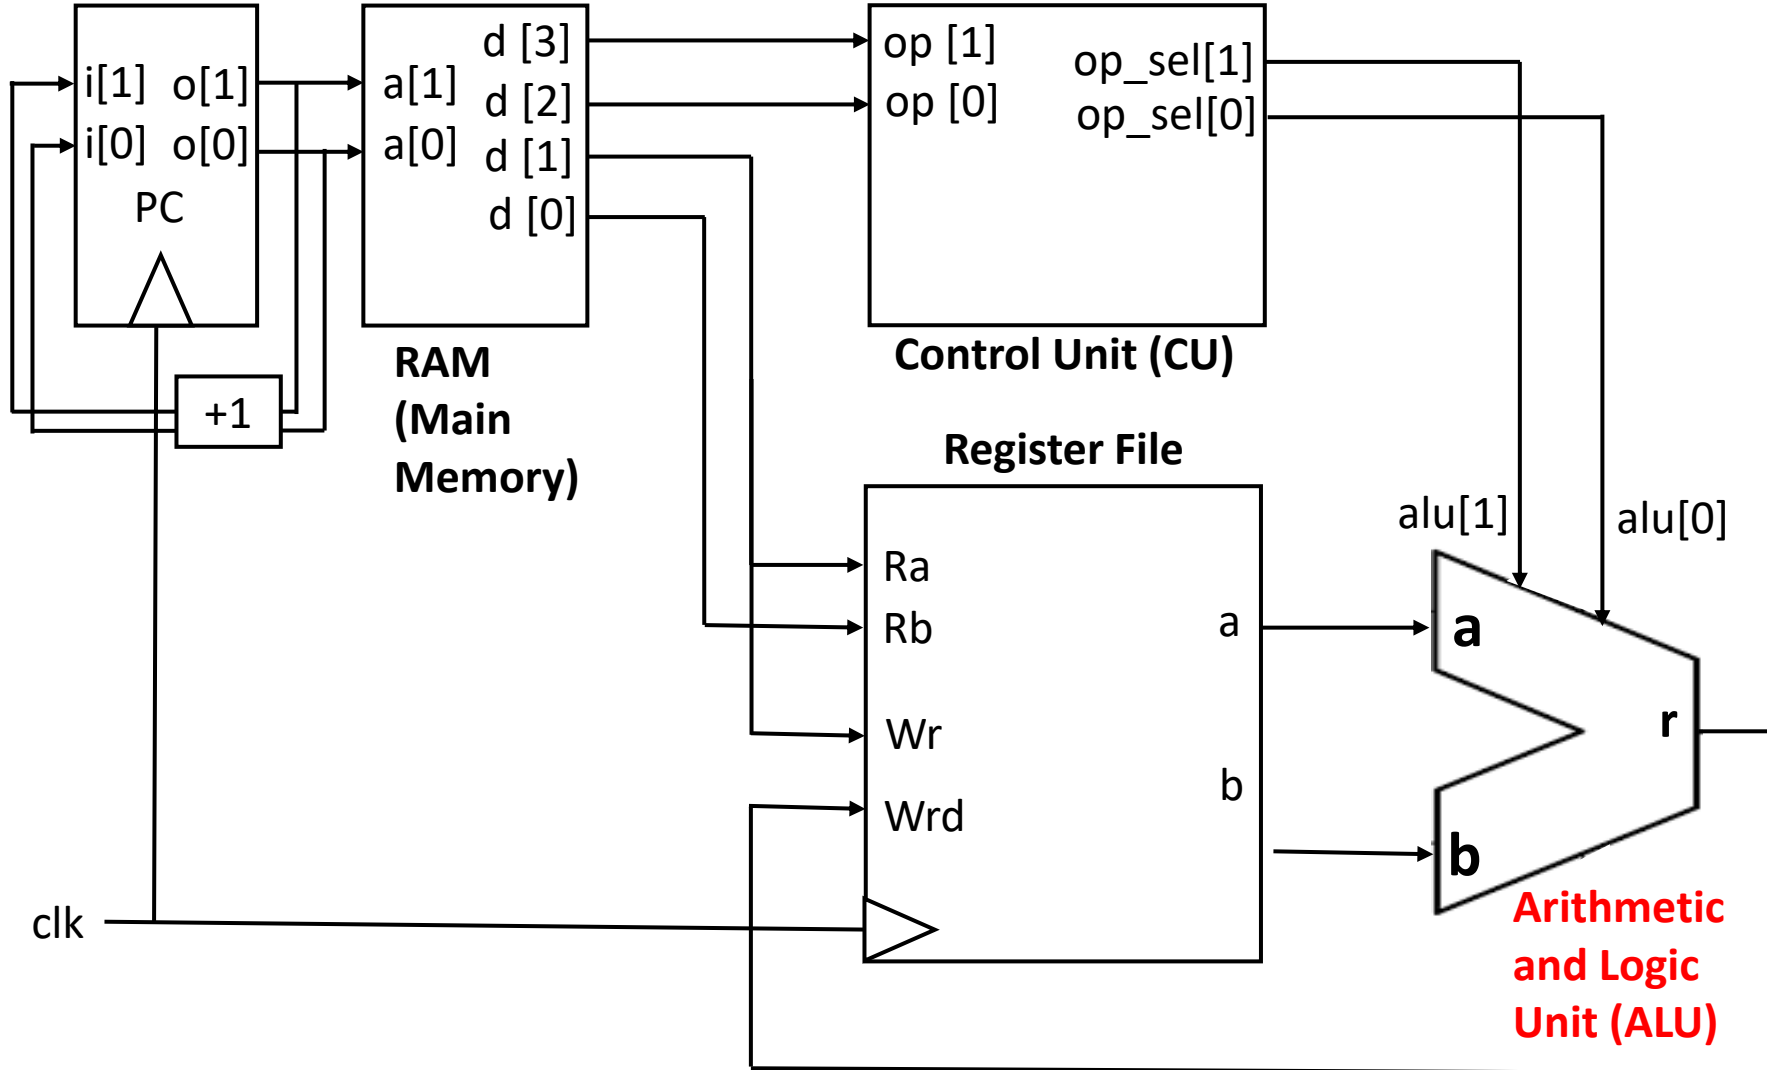 i[1]
i[0]
o[1]
o[0]
PC
+1
a[1]
a[0]
d [3]
d [2]
d [1]
d [0]
RAM
(Main
Memory)
op [1]
op [0]
op_sel[1]
op_sel[0]
Control Unit (CU)
Register File
Ra
Rb
Wr
Wrd
a
b
clk
alu[1]
alu[0]
a
b
r
Arithmetic
and Logic
Unit (ALU)